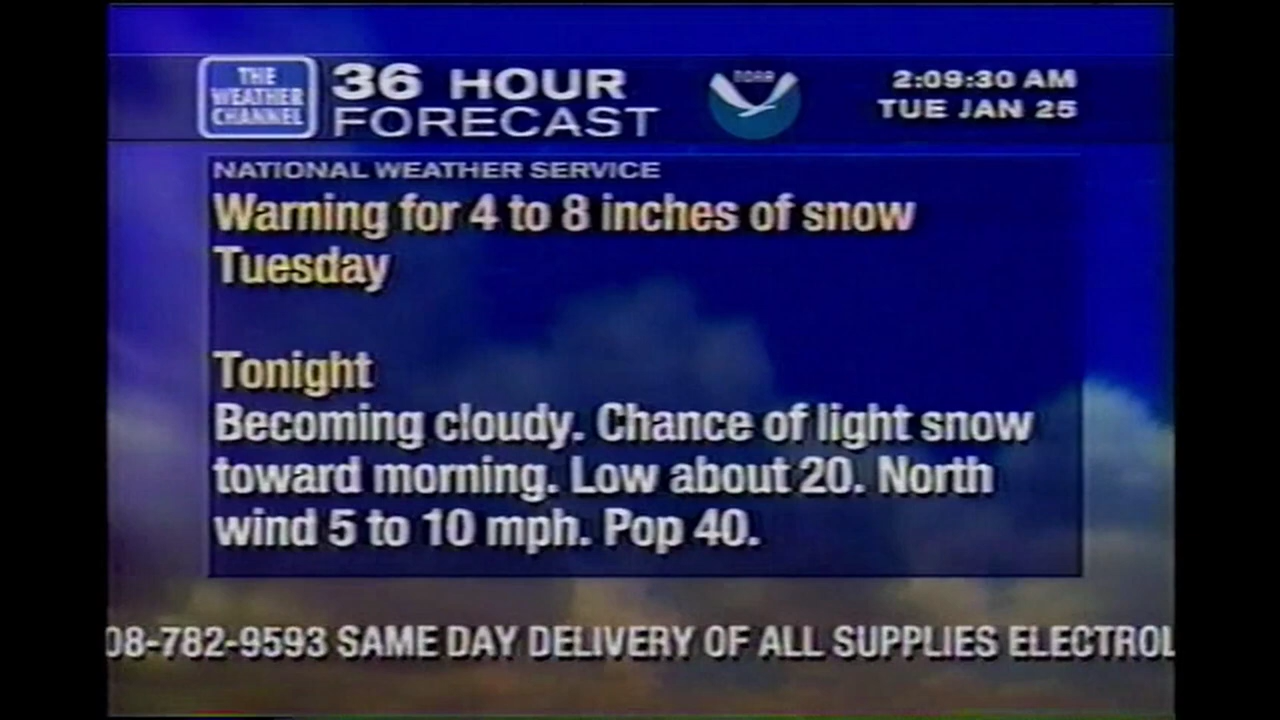 THE
WEATHER
CHANNEL
36 HOUR
FORECAST
NOAA
2:09:30 AM
TUE JAN 25
NATIONAL WEATHER SERVICE
Warning for 4 to 8 inches of snow
Tuesday
Tonight
Becoming cloudy. Chance of light snow
toward morning. Low about 20. North
wind 5 to 10 mph. Pop 40.
08-782-9593 SAME DAY DELIVERY OF ALL SUPPLIES ELECTROL